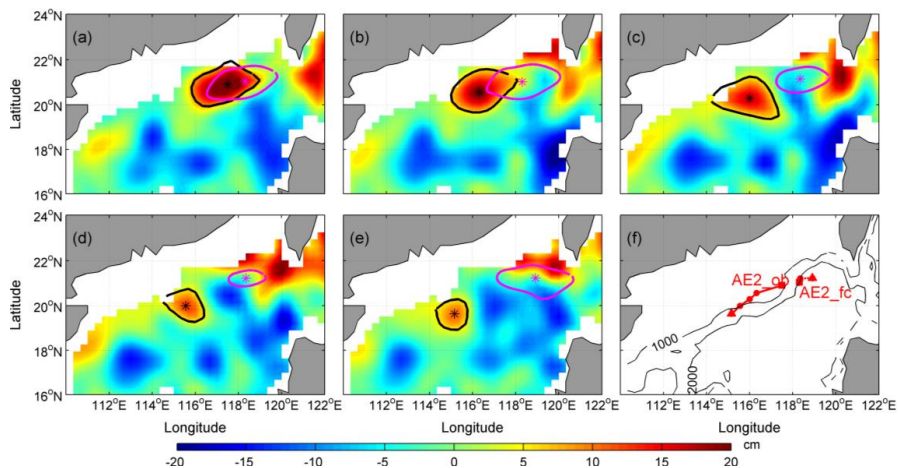 (a)
(b)
(c)
24°N
22°N
20°N
18°N
16°N
Latitude
(d)
(e)
(f)
24°N
22°N
20°N
18°N
16°N
Latitude
AE2_ob
AE2_fc
1000
2000
112°E 114°E 116°E 118°E 120°E 122°E
112°E 114°E 116°E 118°E 120°E 122°E
112°E 114°E 116°E 118°E 120°E 122°E
Longitude
Longitude
Longitude
-20 -15 -10 -5 0 5 10 15 20
cm